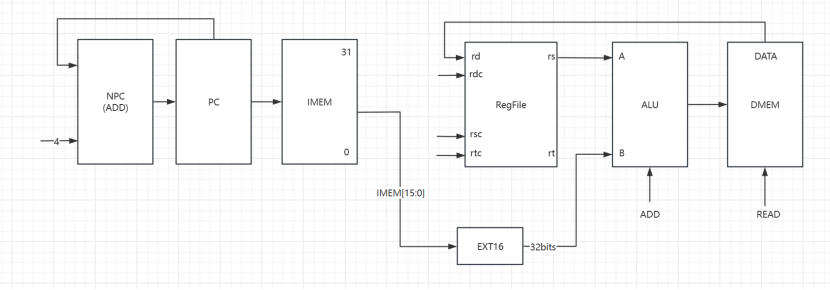 NPC
(ADD)
4
PC
31
IMEM
0
IMEM[15:0]
EXT16
32bits
rd
rs
rdc
RegFile
rsc
rtc
rt
A
ALU
B
ADD
DATA
DMEM
READ